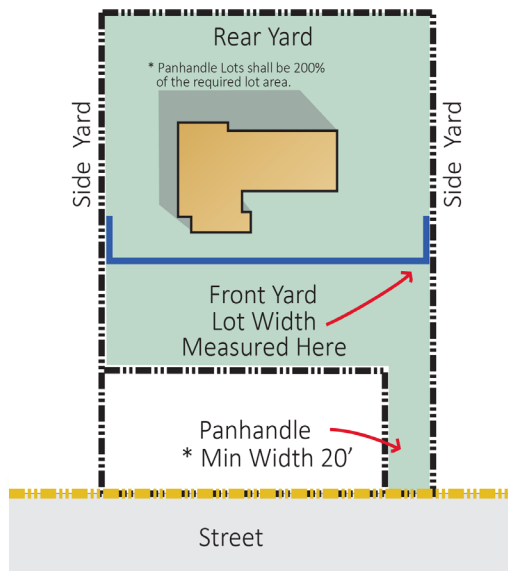 Rear Yard
* Panhandle Lots shall be 200%
of the required lot area.
Side Yard
Side Yard
Front Yard
Lot Width
Measured Here
Panhandle
* Min Width 20’
Street